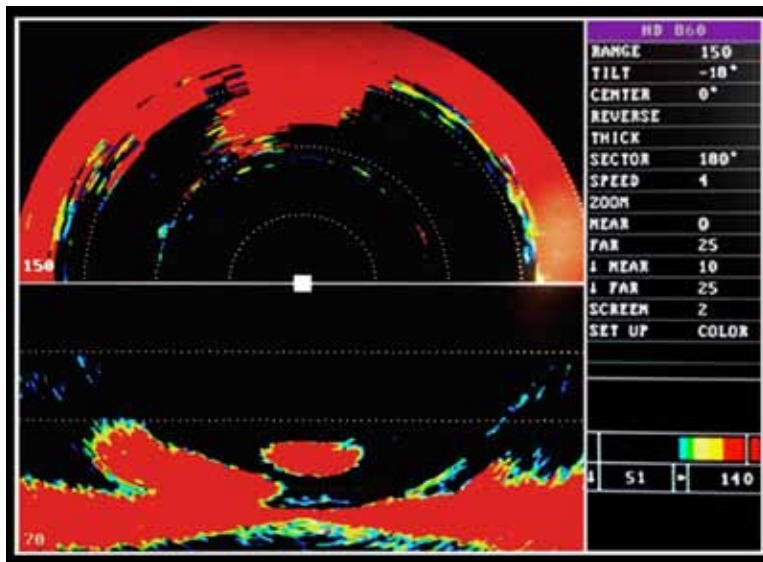 HD 860
RANGE 150
TILT -18°
CENTER 0°
REVERSE
THICK
SECTOR 180°
SPEED 4
ZOOM
NEAR 0
FAR 25
↓ NEAR 10
↓ FAR 25
SCREEN 2
SET UP COLOR
↓ 51 ► 140
150
70